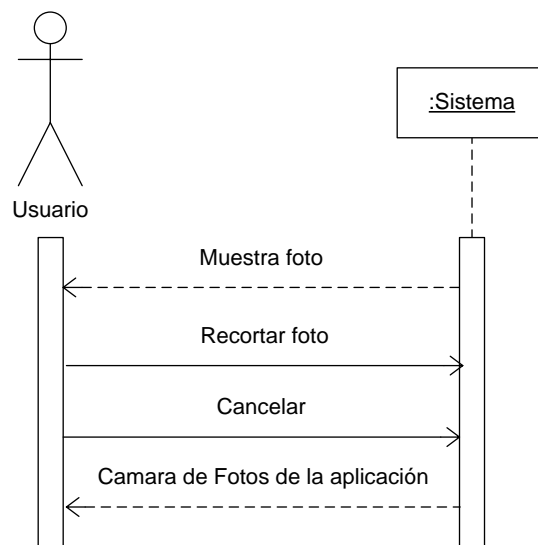 :Sistema
Usuario
Muestra foto
Recortar foto
Cancelar
Camara de Fotos de la aplicación